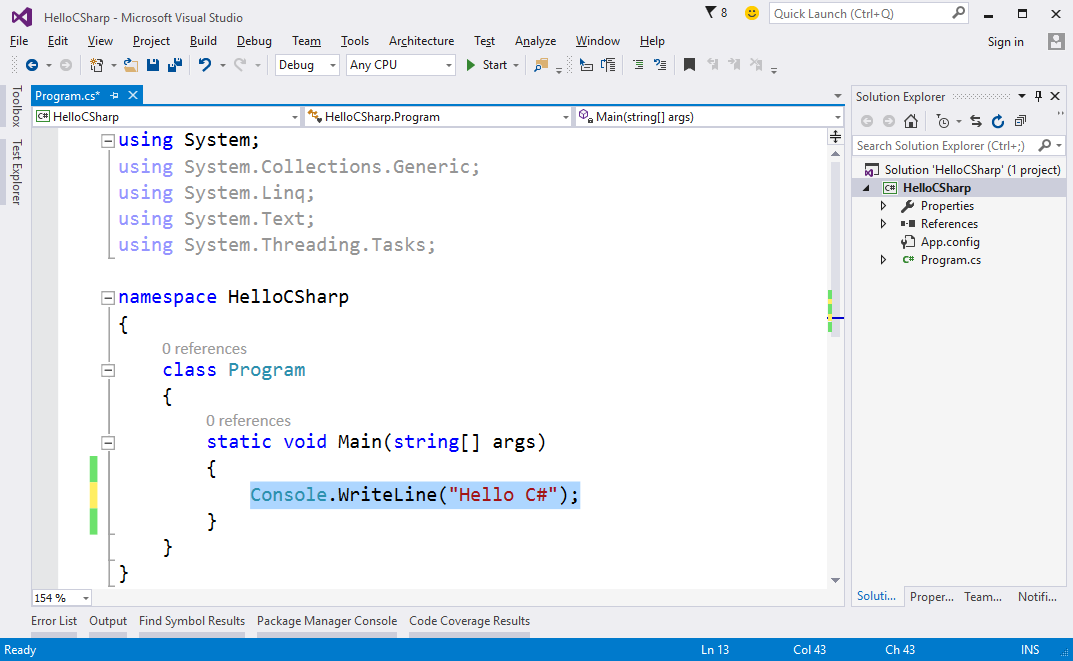 HelloCSharp - Microsoft Visual Studio
8
Quick Launch (Ctrl+Q)
File Edit View Project Build Debug Team Tools Architecture Test Analyze Window Help
Sign in
Debug Any CPU Start
Toolbox
Test Explorer
Program.cs*
C# HelloCSharp HelloCSharp.Program Main(string[] args)
using System;
using System.Collections.Generic;
using System.Linq;
using System.Text;
using System.Threading.Tasks;
namespace HelloCSharp
{
0 references
class Program
{
0 references
static void Main(string[] args)
{
Console.WriteLine("Hello C#");
}
}
}
154 %
Solution Explorer
Search Solution Explorer (Ctrl+;)
Solution 'HelloCSharp' (1 project)
C# HelloCSharp
Properties
References
App.config
C# Program.cs
Soluti... Proper... Team... Notifi...
Error List Output Find Symbol Results Package Manager Console Code Coverage Results
Ready Ln 13 Col 43 Ch 43 INS